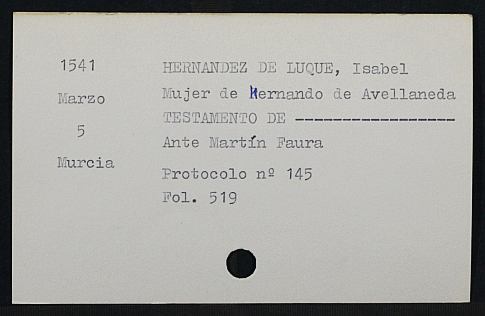 1541
Marzo
5
Murcia
HERNANDEZ DE LUQUE, Isabel
Mujer de Hernando de Avellaneda
TESTAMENTO DE -----------------
Ante Martín Faura
Protocolo nº 145
Fol. 519